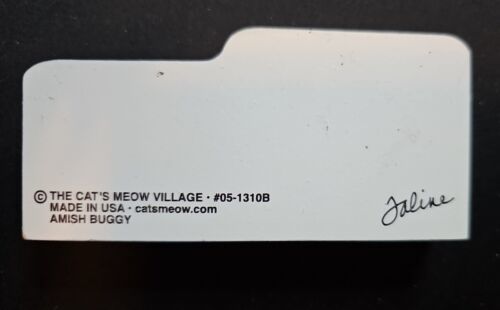 © THE CAT'S MEOW VILLAGE · #05-1310B
MADE IN USA · catsmeow.com
AMISH BUGGY
Faline